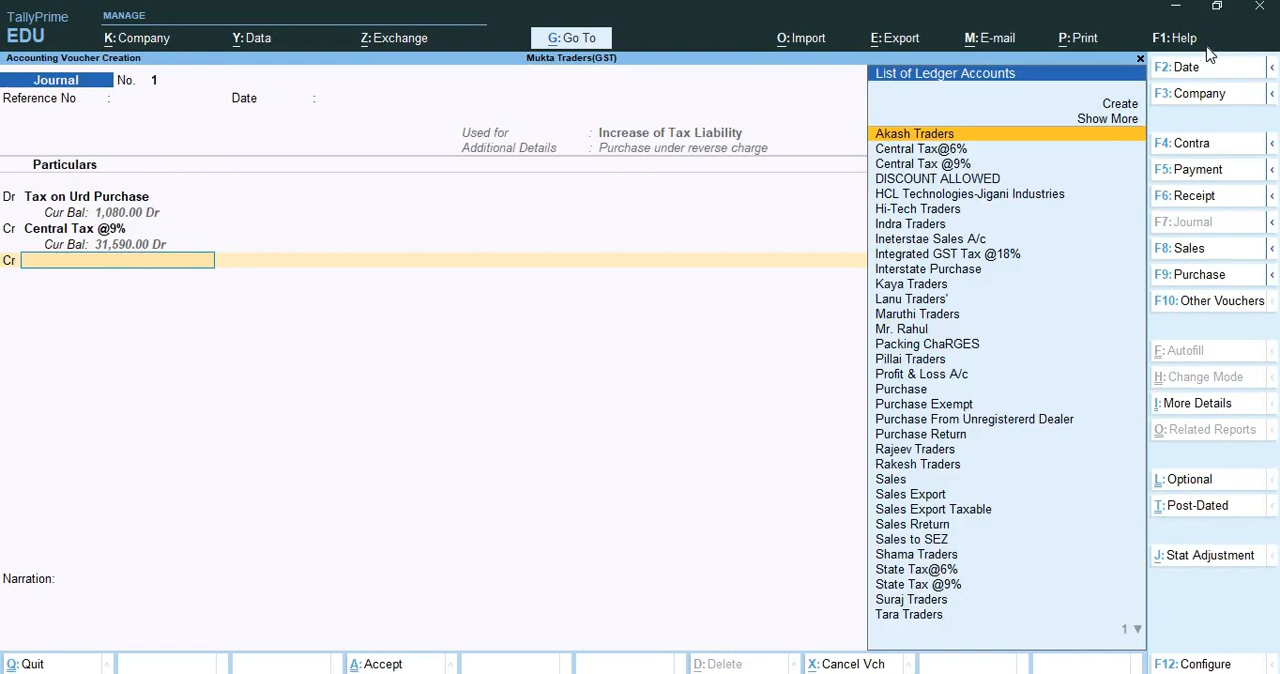 TallyPrime
EDU
MANAGE
K: Company
Y: Data
Z: Exchange
G: Go To
O: Import
E: Export
M: E-mail
P: Print
F1: Help
Accounting Voucher Creation
Mukta Traders(GST)
Journal No. 1
Reference No :
Date :
Used for : Increase of Tax Liability
Additional Details : Purchase under reverse charge
Particulars
Dr Tax on Urd Purchase
Cur Bal: 1,080.00 Dr
Cr Central Tax @9%
Cur Bal: 31,590.00 Dr
Cr
Narration:
List of Ledger Accounts
Create
Show More
Akash Traders
Central Tax@6%
Central Tax @9%
DISCOUNT ALLOWED
HCL Technologies-Jigani Industries
Hi-Tech Traders
Indra Traders
Ineterstae Sales A/c
Integrated GST Tax @18%
Interstate Purchase
Kaya Traders
Lanu Traders'
Maruthi Traders
Mr. Rahul
Packing ChaRGES
Pillai Traders
Profit & Loss A/c
Purchase
Purchase Exempt
Purchase From Unregistererd Dealer
Purchase Return
Rajeev Traders
Rakesh Traders
Sales
Sales Export
Sales Export Taxable
Sales Rreturn
Sales to SEZ
Shama Traders
State Tax@6%
State Tax @9%
Suraj Traders
Tara Traders
1 ▼
F2: Date
F3: Company
F4: Contra
F5: Payment
F6: Receipt
F7: Journal
F8: Sales
F9: Purchase
F10: Other Vouchers
F: Autofill
H: Change Mode
I: More Details
O: Related Reports
L: Optional
T: Post-Dated
J: Stat Adjustment
Q: Quit
A: Accept
D: Delete
X: Cancel Vch
F12: Configure